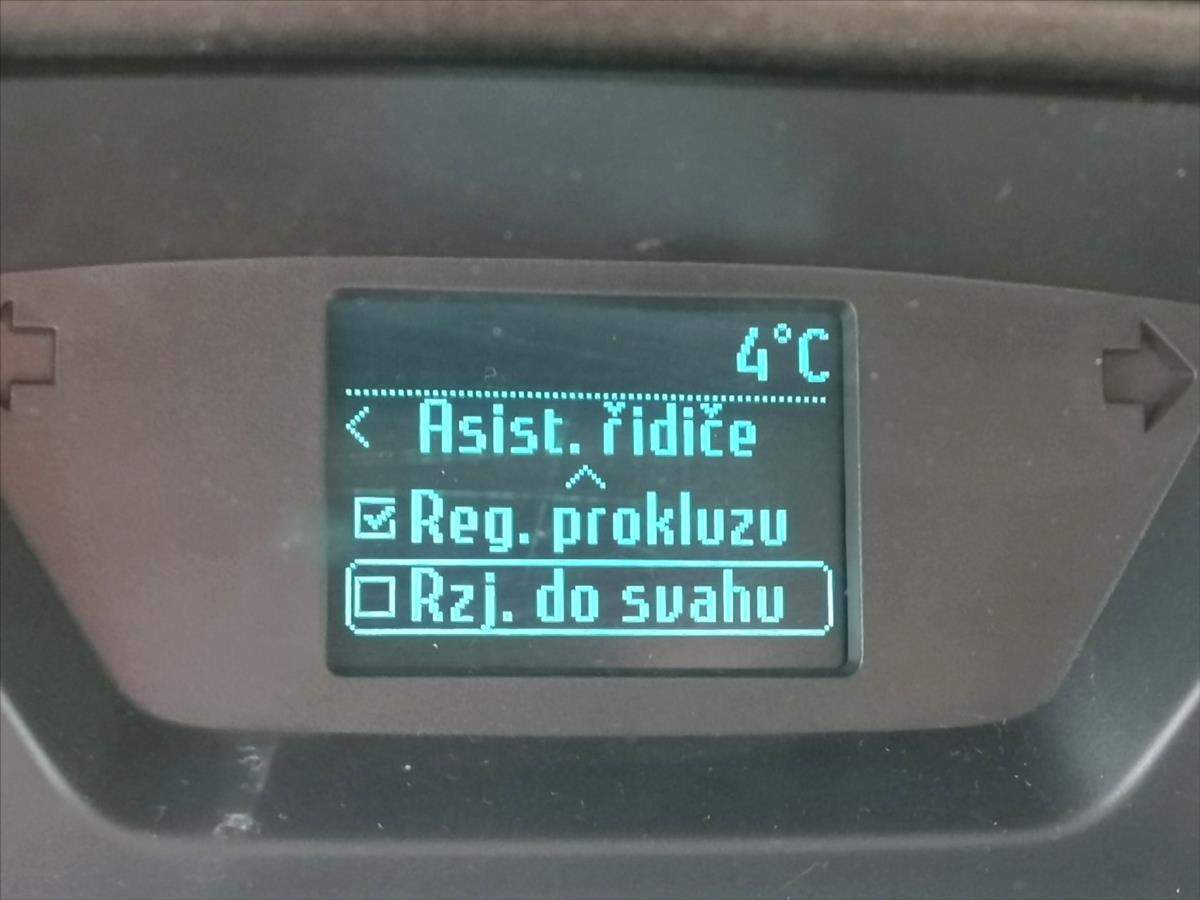 4°C
< Asist. řidiče
Reg. prokluzu
Rzj. do svahu